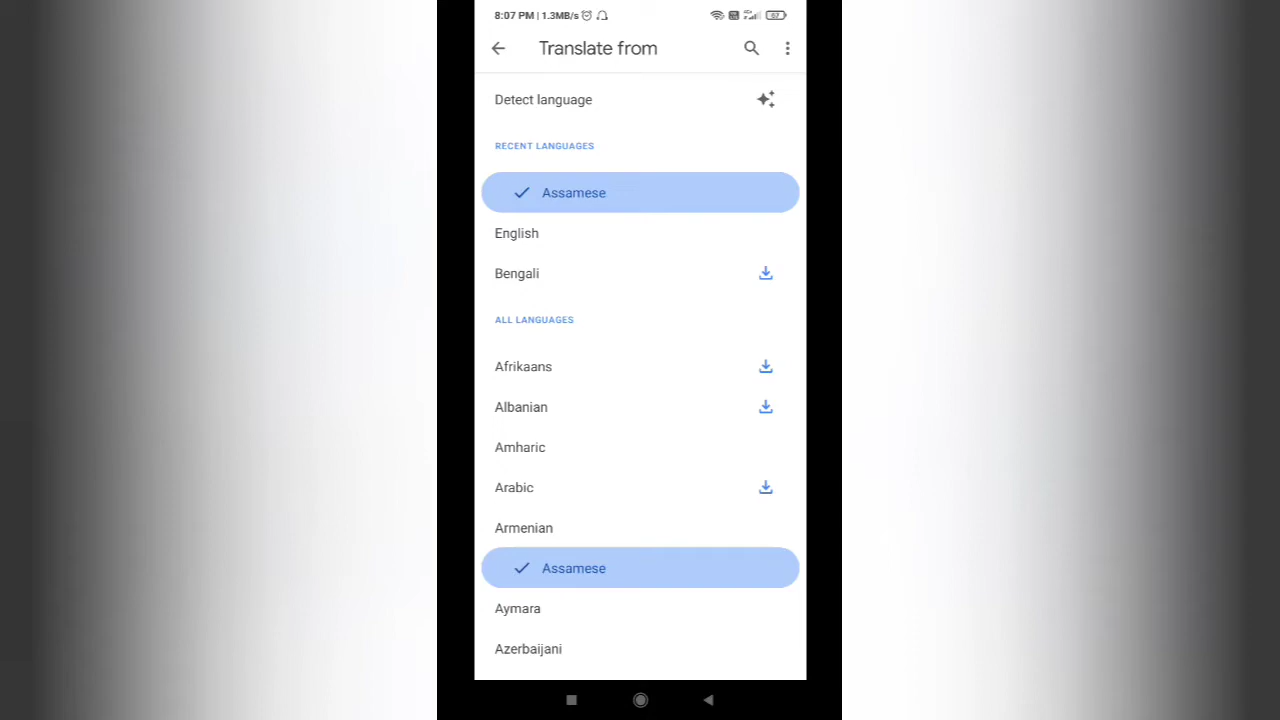 8:07 PM | 1.3MB/s 67
Translate from
Detect language
RECENT LANGUAGES
Assamese
English
Bengali
ALL LANGUAGES
Afrikaans
Albanian
Amharic
Arabic
Armenian
Assamese
Aymara
Azerbaijani